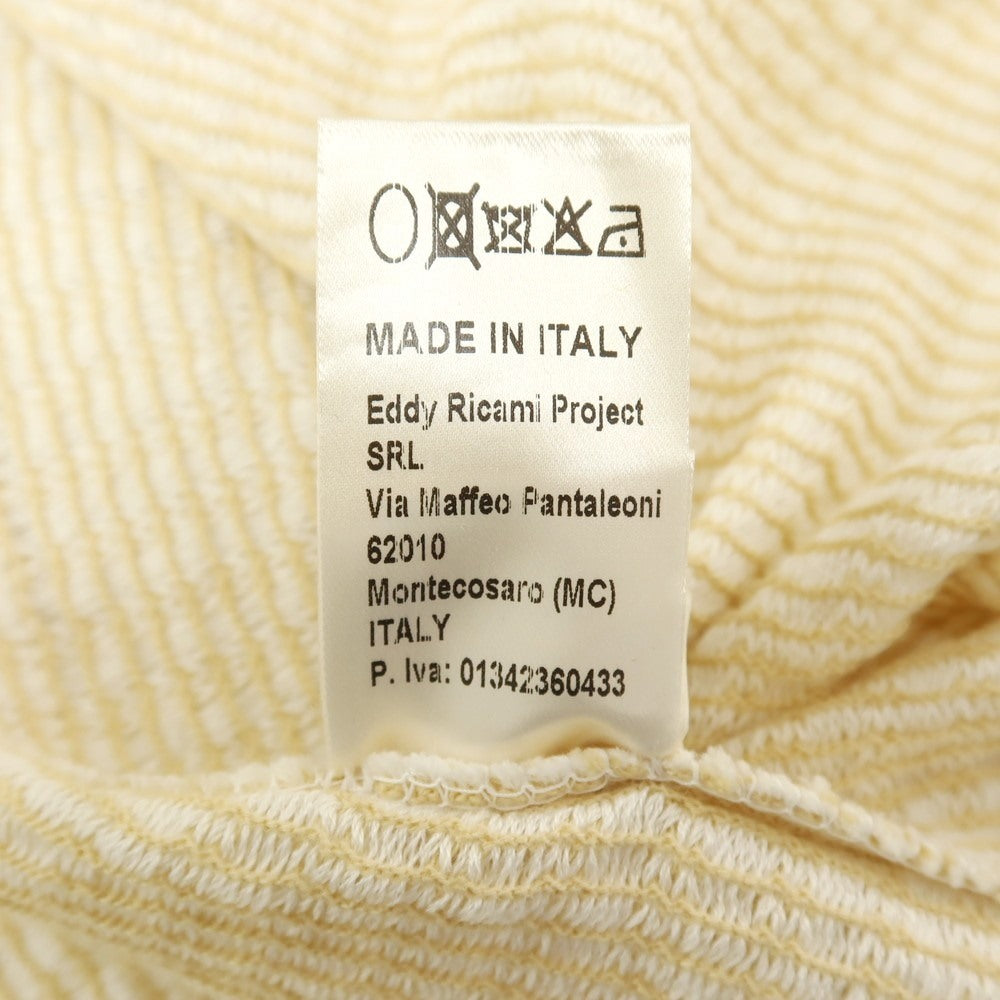 MADE IN ITALY
Eddy Ricami Project
SRL
Via Maffeo Pantaleoni
62010
Montecosaro (MC)
ITALY
P. Iva: 01342360433